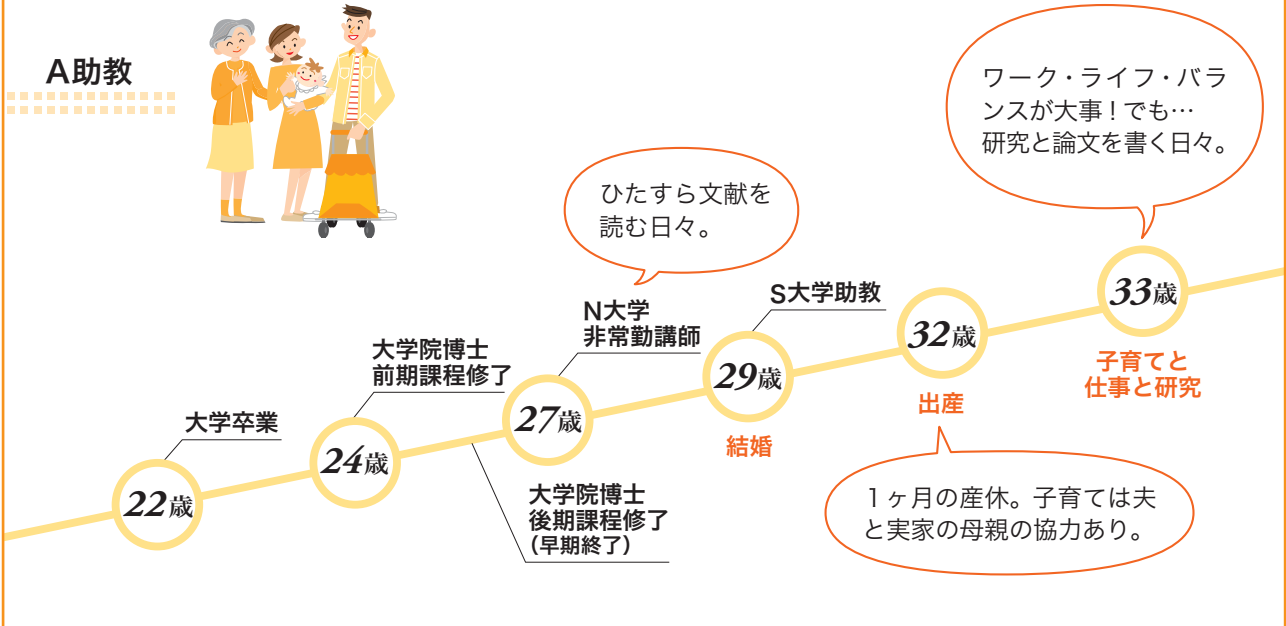 A助教
ワーク・ライフ・バラ
ンスが大事！でも…
研究と論文を書く日々。
ひたすら文献を
読む日々。
22歳
大学卒業
24歳
大学院博士
前期課程修了
大学院博士
後期課程修了
（早期終了）
27歳
N大学
非常勤講師
29歳
S大学助教
結婚
32歳
出産
1ヶ月の産休。子育ては夫
と実家の母親の協力あり。
33歳
子育てと
仕事と研究